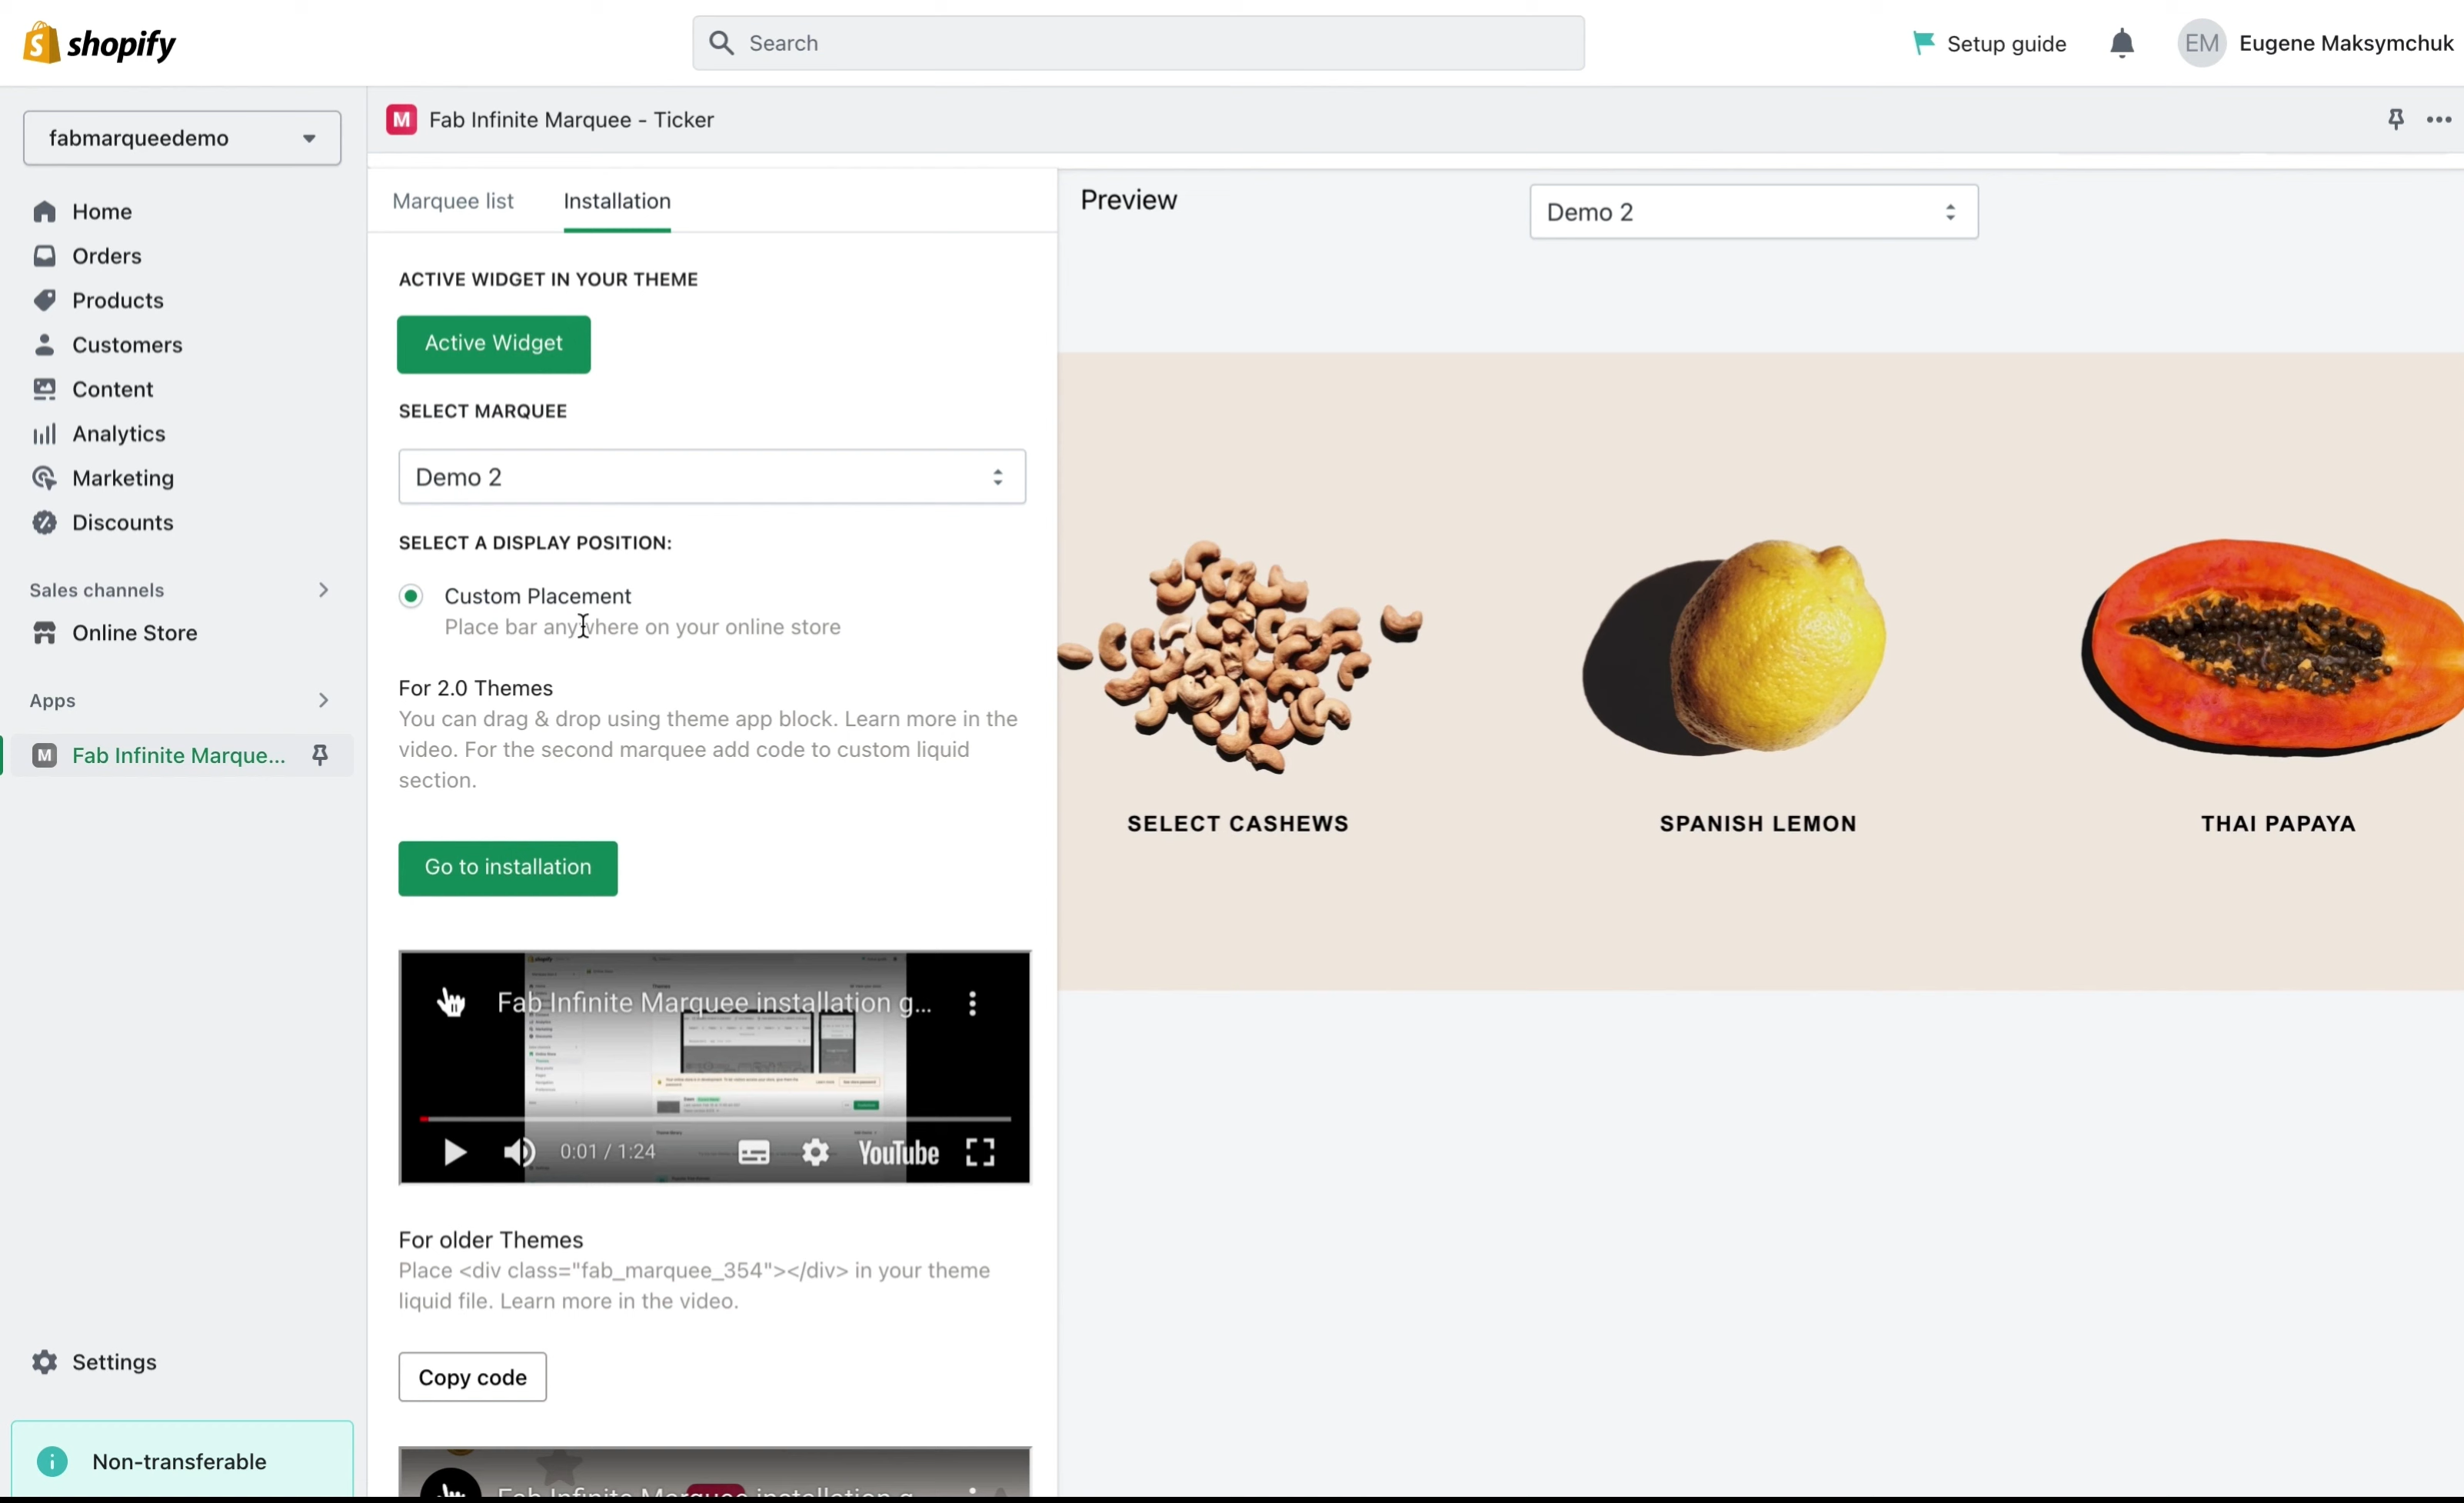 shopify
Search
Setup guide
EM
Eugene Maksymchuk
fabmarqueedemo
M Fab Infinite Marquee - Ticker
Home
Orders
Products
Customers
Content
Analytics
Marketing
Discounts
Sales channels
Online Store
Apps
M Fab Infinite Marque...
Settings
Non-transferable
Marquee list
Installation
ACTIVE WIDGET IN YOUR THEME
Active Widget
SELECT MARQUEE
Demo 2
SELECT A DISPLAY POSITION:
Custom Placement
Place bar anywhere on your online store
For 2.0 Themes
You can drag & drop using theme app block. Learn more in the
video. For the second marquee add code to custom liquid
section.
Go to installation
Fab Infinite Marquee installation g...
0:01 / 1:24
YouTube
For older Themes
Place <div class="fab_marquee_354"></div> in your theme
liquid file. Learn more in the video.
Copy code
Fab Infinite Marquee installation g...
Preview
Demo 2
SELECT CASHEWS
SPANISH LEMON
THAI PAPAYA